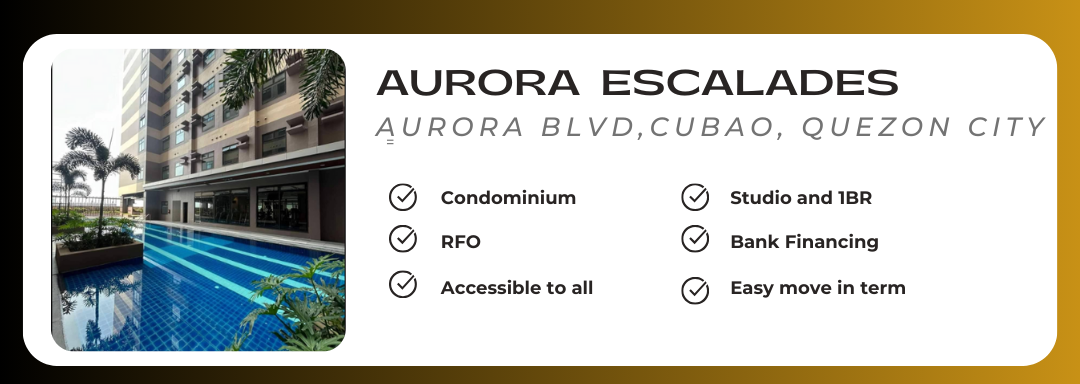 AURORA ESCALADES
AURORA BLVD,CUBAO, QUEZON CITY
=
Condominium
RFO
Accessible to all
Studio and 1BR
Bank Financing
Easy move in term